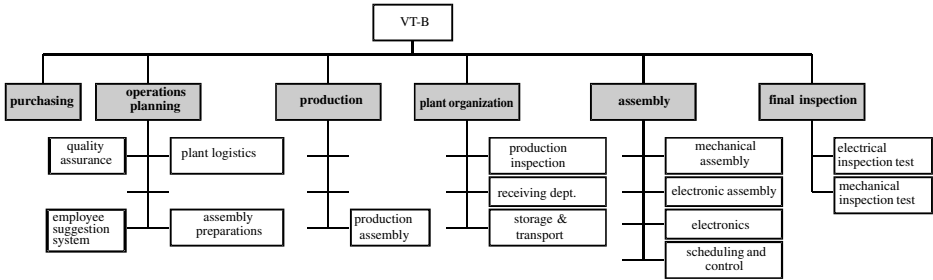 VT-B
purchasing
operations
planning
production
plant organization
assembly
final inspection
quality
assurance
plant logistics
employee
suggestion
system
assembly
preparations
production
assembly
production
inspection
receiving dept.
storage &
transport
mechanical
assembly
electronic assembly
electronics
scheduling and
control
electrical
inspection test
mechanical
inspection test